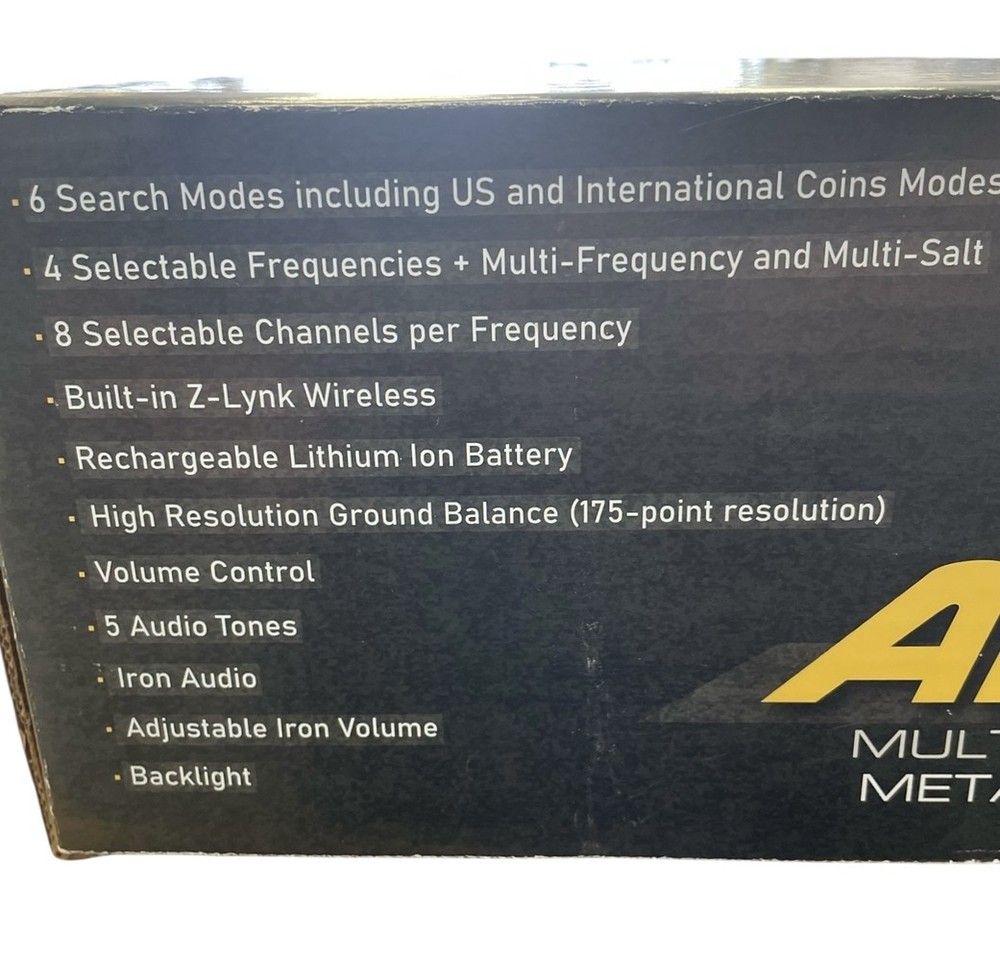 · 6 Search Modes including US and International Coins Modes
· 4 Selectable Frequencies + Multi-Frequency and Multi-Salt
· 8 Selectable Channels per Frequency
· Built-in Z-Lynk Wireless
· Rechargeable Lithium Ion Battery
· High Resolution Ground Balance (175-point resolution)
· Volume Control
· 5 Audio Tones
· Iron Audio
· Adjustable Iron Volume
· Backlight